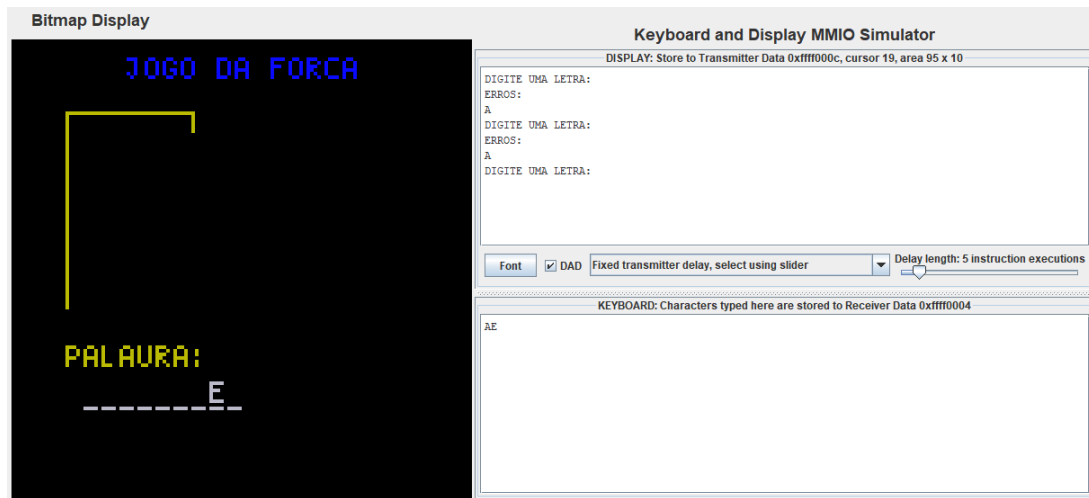 Bitmap Display
JOGO DA FORCA
PALAVRA:
E
_________
Keyboard and Display MMIO Simulator
DISPLAY: Store to Transmitter Data 0xffff000c, cursor 19, area 95 x 10
DIGITE UMA LETRA:
ERROS:
A
DIGITE UMA LETRA:
ERROS:
A
DIGITE UMA LETRA:
Font
DAD
Fixed transmitter delay, select using slider
Delay length: 5 instruction executions
KEYBOARD: Characters typed here are stored to Receiver Data 0xffff0004
AE